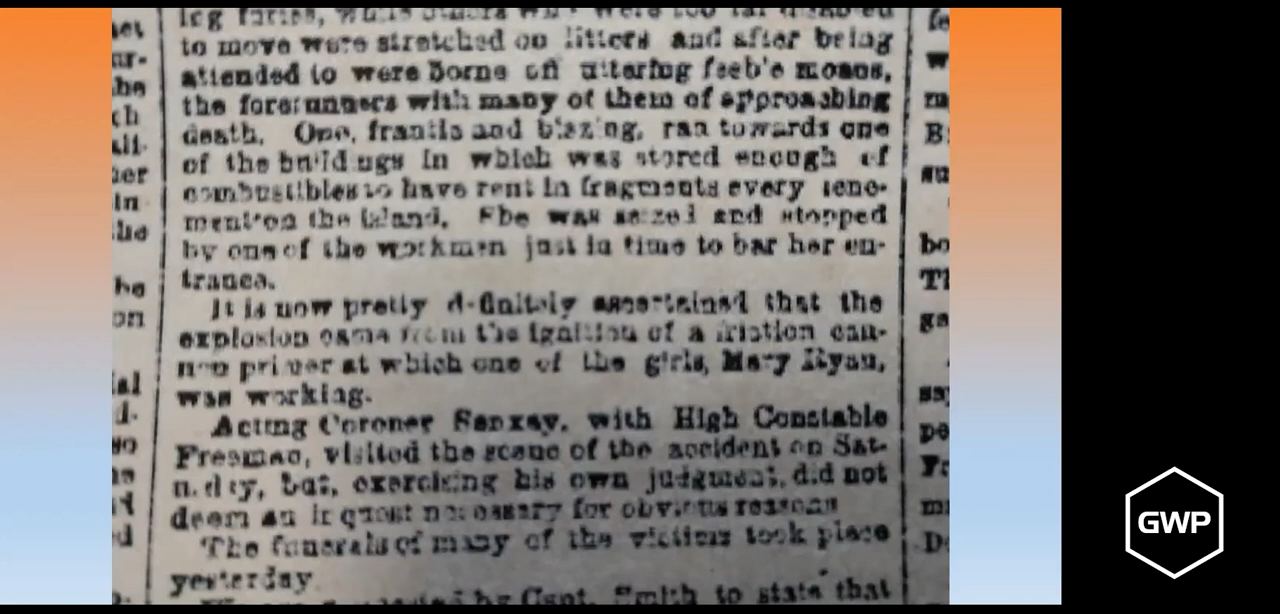 to move were stretched on litters and after being
attended to were borne off uttering feeble moans,
the forerunners with many of them of approaching
death. One, frantic and blazing, ran towards one
of the buildings in which was stored enough of
combustibles to have rent in fragments every tene-
ment on the island. She was seized and stopped
by one of the workmen just in time to bar her en-
trance.
It is now pretty definitely ascertained that the
explosion came from the ignition of a friction can-
non primer at which one of the girls, Mary Ryan,
was working.
Acting Coroner Sanxay, with High Constable
Freeman, visited the scene of the accident on Sat-
urday, but, exercising his own judgment, did not
deem an inquest necessary for obvious reasons
The funerals of many of the victims took place
yesterday
by Capt. Smith to state that
GWP